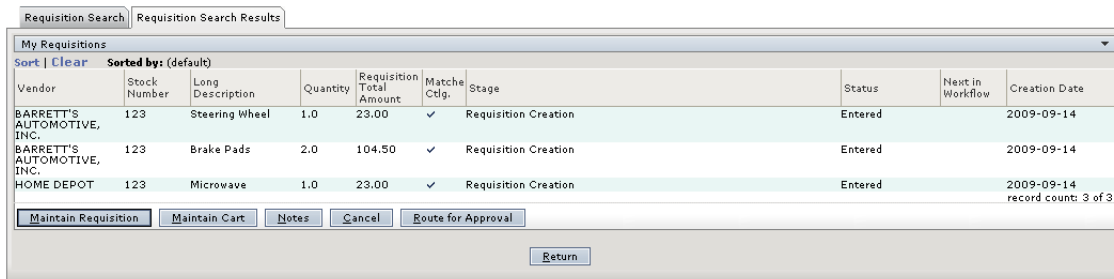 Requisition Search Requisition Search Results
My Requisitions
Sort | Clear Sorted by: (default)
Vendor Stock Number Long Description Quantity Requisition Total Amount Matche Ctlg. Stage Status Next in Workflow Creation Date
BARRETT'S AUTOMOTIVE, INC. 123 Steering Wheel 1.0 23.00 ✓ Requisition Creation Entered 2009-09-14
BARRETT'S AUTOMOTIVE, INC. 123 Brake Pads 2.0 104.50 ✓ Requisition Creation Entered 2009-09-14
HOME DEPOT 123 Microwave 1.0 23.00 ✓ Requisition Creation Entered 2009-09-14
record count: 3 of 3
Maintain Requisition Maintain Cart Notes Cancel Route for Approval
Return